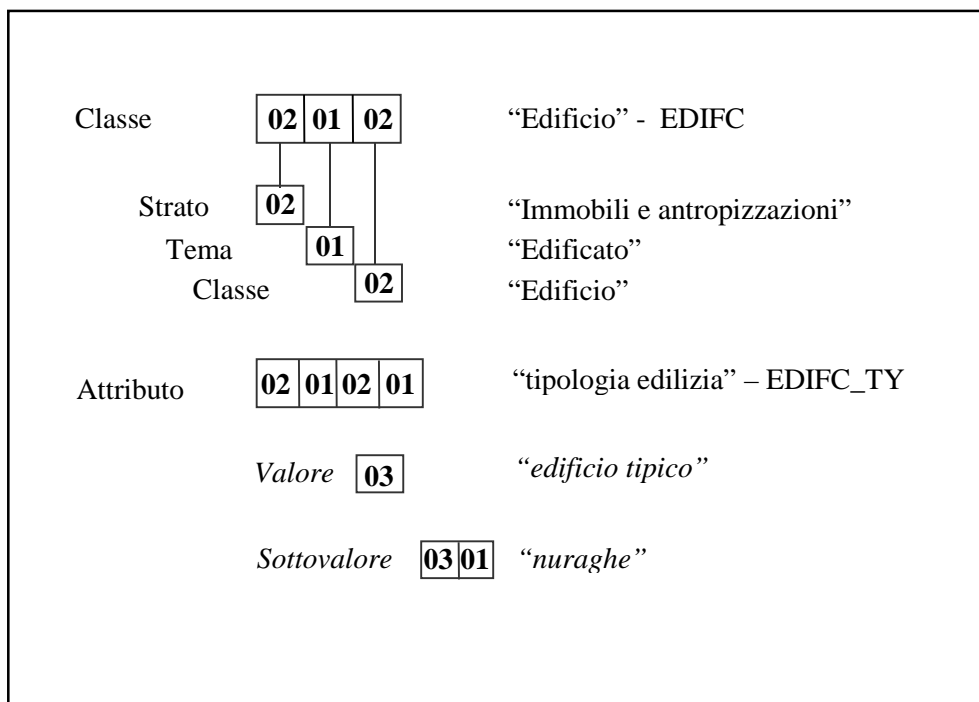 Classe 02 01 02 “Edificio” - EDIFC
Strato 02 “Immobili e antropizzazioni”
Tema 01 “Edificato”
Classe 02 “Edificio”
Attributo 02 01 02 01 “tipologia edilizia” – EDIFC_TY
Valore 03 “edificio tipico”
Sottovalore 03 01 “nuraghe”